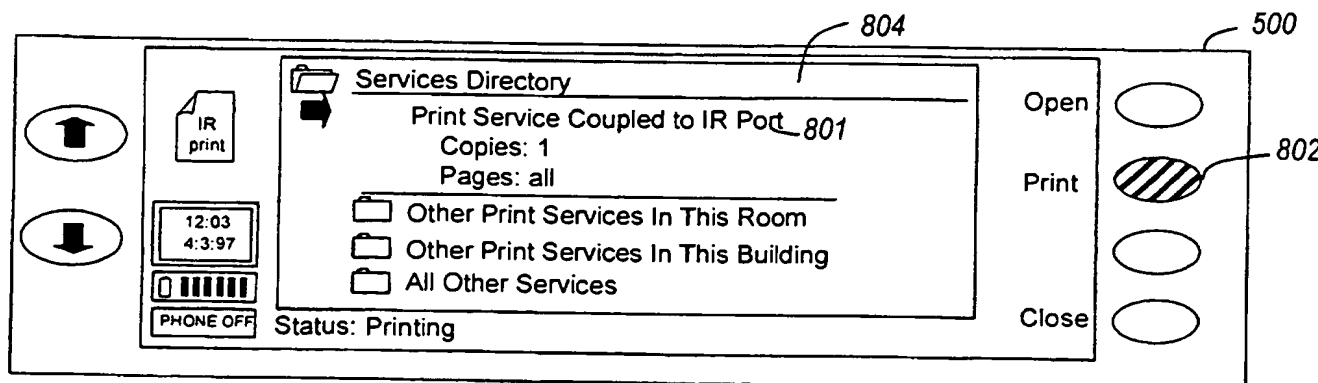 804
500
Services Directory
IR
print
Print Service Coupled to IR Port
801
Open
Copies: 1
802
Pages: all
Print
12:03
4:3:97
Other Print Services In This Room
Other Print Services In This Building
All Other Services
PHONE OFF
Status: Printing
Close